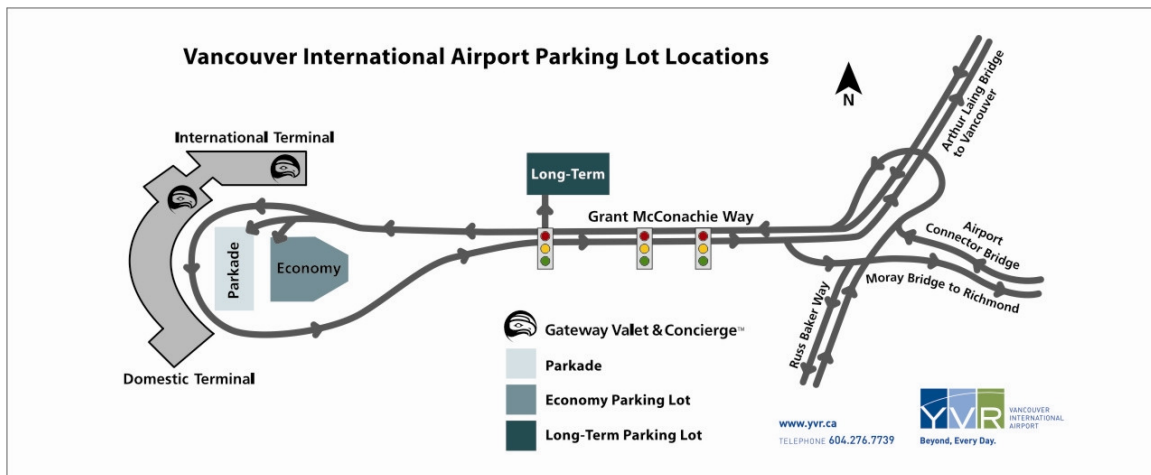 Vancouver International Airport Parking Lot Locations
N
Arthur Laing Bridge
to Vancouver
International Terminal
Long-Term
Grant McConachie Way
Airport
Connector Bridge
Parkade
Economy
Moray Bridge to Richmond
Russ Baker Way
Domestic Terminal
Gateway Valet & Concierge™
Parkade
Economy Parking Lot
Long-Term Parking Lot
www.yvr.ca
TELEPHONE 604.276.7739
YVR
VANCOUVER
INTERNATIONAL
AIRPORT
Beyond, Every Day.